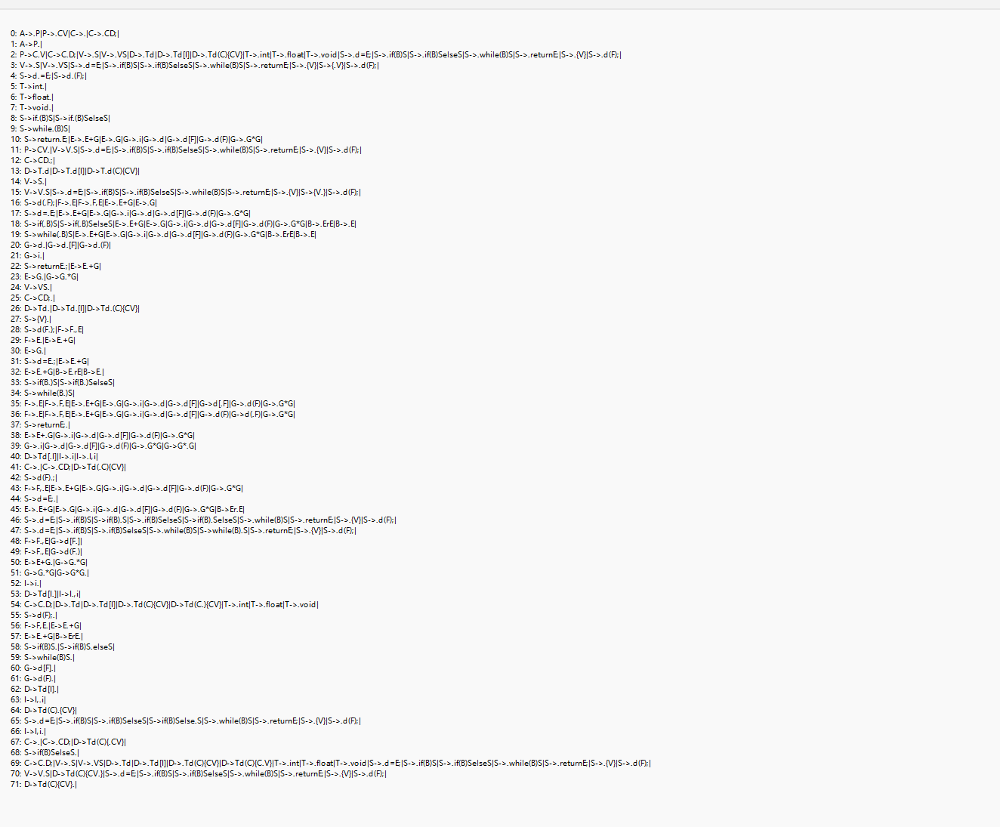 0: A->.P|P->.CV|C->.|C->.CD;|
1: A->P.|
2: P->C.V|C->C.D;|V->.S|V->.VS|D->.Td|D->.Td[I]|D->.Td(C){CV}|T->.int|T->.float|T->.void|S->.d=E;|S->.if(B)S|S->.if(B)SelseS|S->.while(B)S|S->.returnE;|S->.{V}|S->.d(F);|
3: V->.S|V->.VS|S->.d=E;|S->.if(B)S|S->.if(B)SelseS|S->.while(B)S|S->.returnE;|S->.{V}|S->{.V}|S->.d(F);|
4: S->d.=E;|S->d.(F);|
5: T->int.|
6: T->float.|
7: T->void.|
8: S->if.(B)S|S->if.(B)SelseS|
9: S->while.(B)S|
10: S->return.E;|E->.E+G|E->.G|G->.i|G->.d|G->.d[F]|G->.d(F)|G->.G*G|
11: P->CV.|V->V.S|S->.d=E;|S->.if(B)S|S->.if(B)SelseS|S->.while(B)S|S->.returnE;|S->.{V}|S->.d(F);|
12: C->CD.;|
13: D->T.d|D->T.d[I]|D->T.d(C){CV}|
14: V->S.|
15: V->V.S|S->.d=E;|S->.if(B)S|S->.if(B)SelseS|S->.while(B)S|S->.returnE;|S->.{V}|S->{V.}|S->.d(F);|
16: S->d(.F);|F->.E|F->.F,E|E->.E+G|E->.G|
17: S->d=.E;|E->.E+G|E->.G|G->.i|G->.d|G->.d[F]|G->.d(F)|G->.G*G|
18: S->if(.B)S|S->if(.B)SelseS|E->.E+G|E->.G|G->.i|G->.d|G->.d[F]|G->.d(F)|G->.G*G|B->.ErE|B->.E|
19: S->while(.B)S|E->.E+G|E->.G|G->.i|G->.d|G->.d[F]|G->.d(F)|G->.G*G|B->.ErE|B->.E|
20: G->d.|G->d.[F]|G->d.(F)|
21: G->i.|
22: S->returnE.;|E->E.+G|
23: E->G.|G->G.*G|
24: V->VS.|
25: C->CD;.|
26: D->Td.|D->Td.[I]|D->Td.(C){CV}|
27: S->{V}.|
28: S->d(F.);|F->F.,E|
29: F->E.|E->E.+G|
30: E->G.|
31: S->d=E.;|E->E.+G|
32: E->E.+G|B->E.rE|B->E.|
33: S->if(B.)S|S->if(B.)SelseS|
34: S->while(B.)S|
35: F->.E|F->.F,E|E->.E+G|E->.G|G->.i|G->.d|G->.d[F]|G->d[.F]|G->.d(F)|G->.G*G|
36: F->.E|F->.F,E|E->.E+G|E->.G|G->.i|G->.d|G->.d[F]|G->.d(F)|G->d(.F)|G->.G*G|
37: S->returnE;.|
38: E->E+.G|G->.i|G->.d|G->.d[F]|G->.d(F)|G->.G*G|
39: G->.i|G->.d|G->.d[F]|G->.d(F)|G->.G*G|G->G*.G|
40: D->Td[.I]|I->.i|I->.I,i|
41: C->.|C->.CD;|D->Td(.C){CV}|
42: S->d(F).;|
43: F->F,.E|E->.E+G|E->.G|G->.i|G->.d|G->.d[F]|G->.d(F)|G->.G*G|
44: S->d=E;.|
45: E->.E+G|E->.G|G->.i|G->.d|G->.d[F]|G->.d(F)|G->.G*G|B->Er.E|
46: S->.d=E;|S->.if(B)S|S->if(B).S|S->.if(B)SelseS|S->if(B).SelseS|S->.while(B)S|S->.returnE;|S->.{V}|S->.d(F);|
47: S->.d=E;|S->.if(B)S|S->.if(B)SelseS|S->.while(B)S|S->while(B).S|S->.returnE;|S->.{V}|S->.d(F);|
48: F->F.,E|G->d[F.]|
49: F->F.,E|G->d(F.)|
50: E->E+G.|G->G.*G|
51: G->G.*G|G->G*G.|
52: I->i.|
53: D->Td[I.]|I->I.,i|
54: C->C.D;|D->.Td|D->.Td[I]|D->.Td(C){CV}|D->Td(C.){CV}|T->.int|T->.float|T->.void|
55: S->d(F);.|
56: F->F,E.|E->E.+G|
57: E->E.+G|B->ErE.|
58: S->if(B)S.|S->if(B)S.elseS|
59: S->while(B)S.|
60: G->d[F].|
61: G->d(F).|
62: D->Td[I].|
63: I->I,.i|
64: D->Td(C).{CV}|
65: S->.d=E;|S->.if(B)S|S->.if(B)SelseS|S->if(B)Selse.S|S->.while(B)S|S->.returnE;|S->.{V}|S->.d(F);|
66: I->I,i.|
67: C->.|C->.CD;|D->Td(C){.CV}|
68: S->if(B)SelseS.|
69: C->C.D;|V->.S|V->.VS|D->.Td|D->.Td[I]|D->.Td(C){CV}|D->Td(C){C.V}|T->.int|T->.float|T->.void|S->.d=E;|S->.if(B)S|S->.if(B)SelseS|S->.while(B)S|S->.returnE;|S->.{V}|S->.d(F);|
70: V->V.S|D->Td(C){CV.}|S->.d=E;|S->.if(B)S|S->.if(B)SelseS|S->.while(B)S|S->.returnE;|S->.{V}|S->.d(F);|
71: D->Td(C){CV}.|